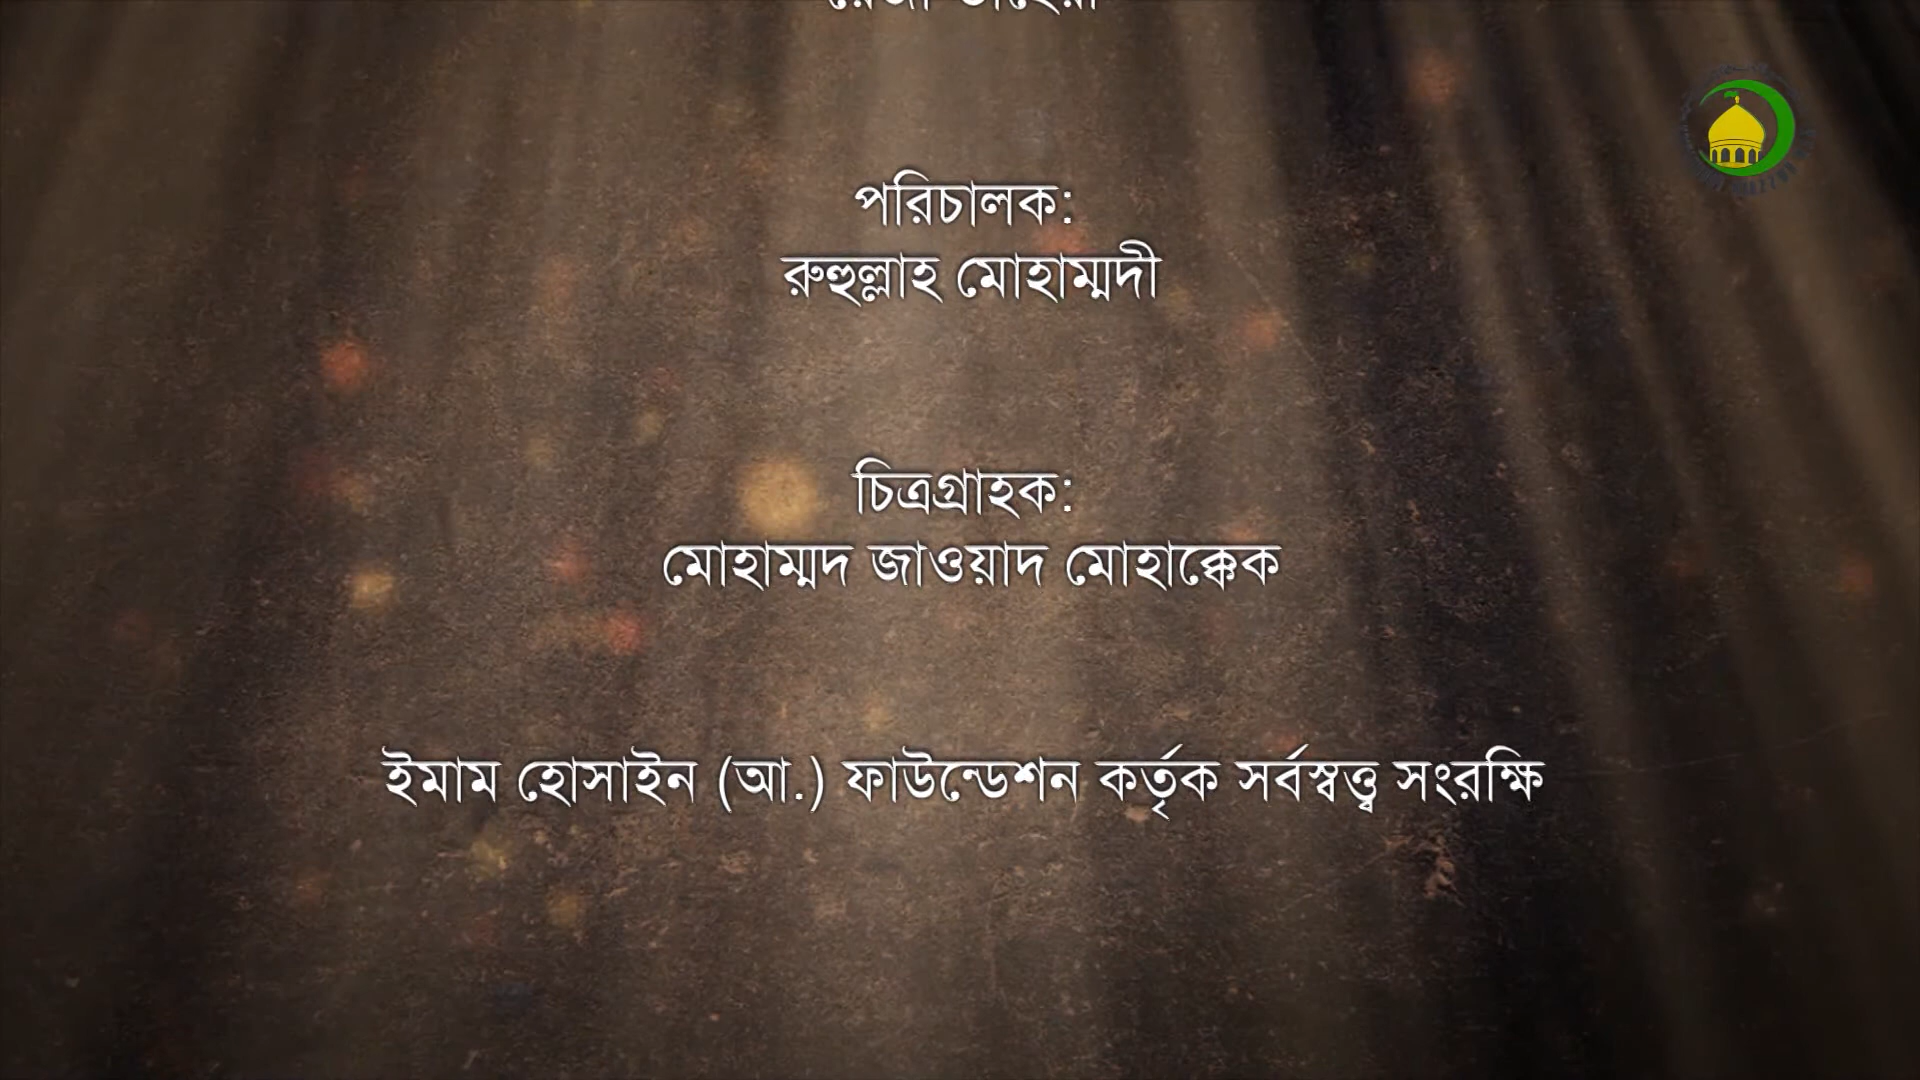 পরিচালক:
রুহুল্লাহ মোহাম্মদী
চিত্রগ্রাহক:
মোহাম্মদ জাওয়াদ মোহাক্কেক
ইমাম হোসাইন (আ.) ফাউন্ডেশন কর্তৃক সর্বস্বত্ত্ব সংরক্ষি